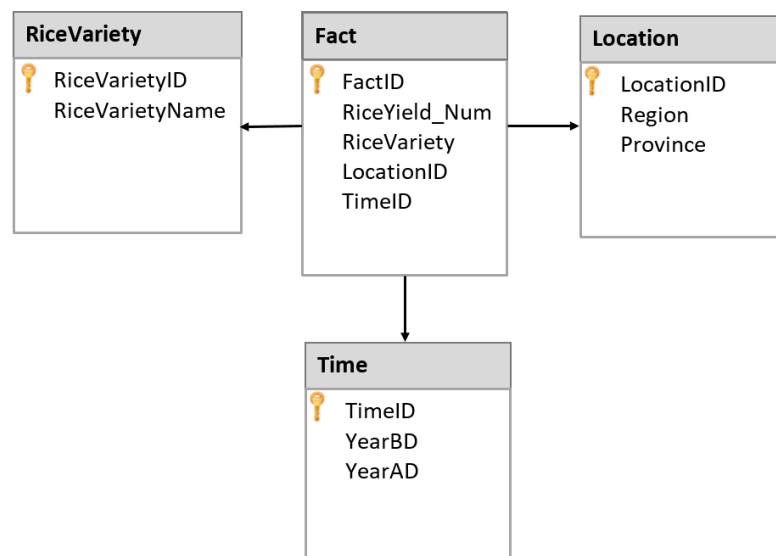 RiceVariety
RiceVarietyID
RiceVarietyName
Fact
FactID
RiceYield_Num
RiceVariety
LocationID
TimeID
Location
LocationID
Region
Province
Time
TimeID
YearBD
YearAD